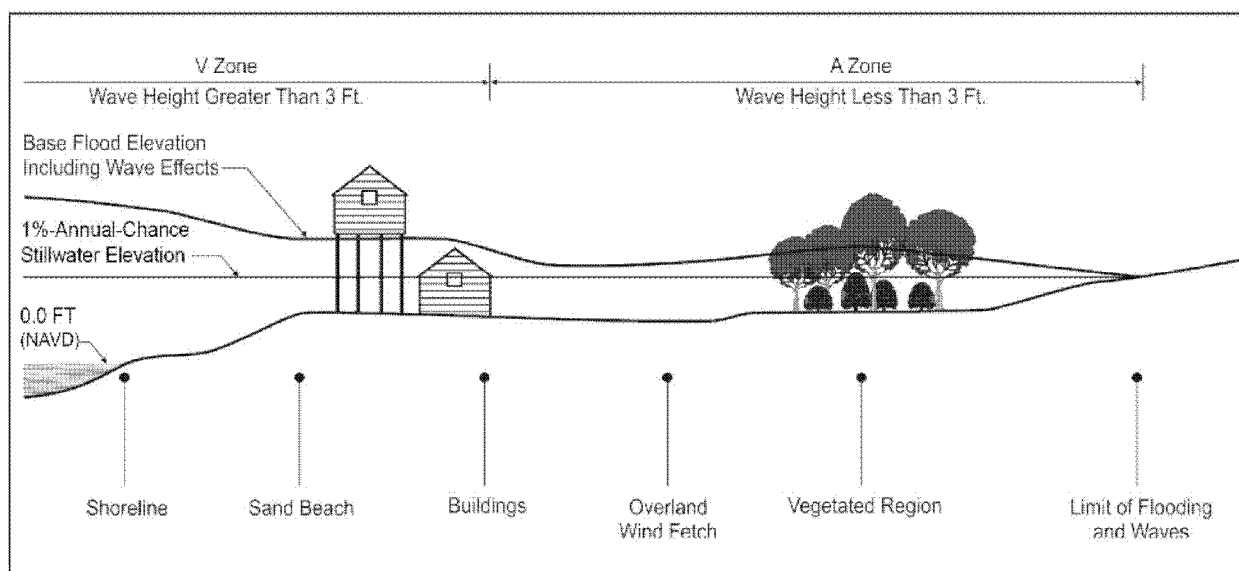 V Zone
Wave Height Greater Than 3 Ft.
A Zone
Wave Height Less Than 3 Ft.
Base Flood Elevation
Including Wave Effects
1%-Annual-Chance
Stillwater Elevation
0.0 FT
(NAVD)
Shoreline
Sand Beach
Buildings
Overland
Wind Fetch
Vegetated Region
Limit of Flooding
and Waves